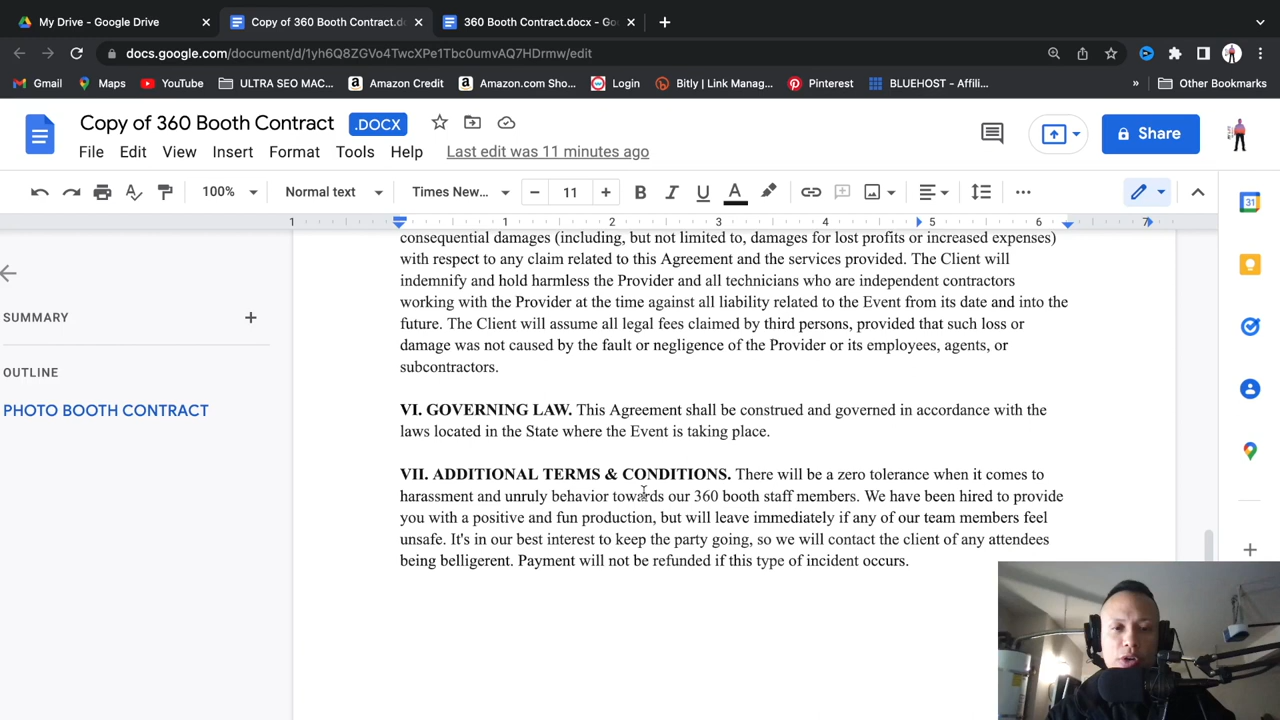 My Drive - Google Drive
Copy of 360 Booth Contract.do
360 Booth Contract.docx - Go
docs.google.com/document/d/1yh6Q8ZGVo4TwcXPe1Tbc0umvAQ7HDrmw/edit
Gmail
Maps
YouTube
ULTRA SEO MAC...
Amazon Credit
Amazon.com Spe...
Login
Bitly | Link Manag...
Pinterest
BLUEHOST - Affili...
»
Other Bookmarks
Copy of 360 Booth Contract
.DOCX
File Edit View Insert Format Tools Help
Last edit was 11 minutes ago
Share
100%
Normal text
Times New...
11
B I U A
1 1 2 3 4 5 6 7
SUMMARY
OUTLINE
PHOTO BOOTH CONTRACT
consequential damages (including, but not limited to, damages for lost profits or increased expenses)
with respect to any claim related to this Agreement and the services provided. The Client will
indemnify and hold harmless the Provider and all technicians who are independent contractors
working with the Provider at the time against all liability related to the Event from its date and into the
future. The Client will assume all legal fees claimed by third persons, provided that such loss or
damage was not caused by the fault or negligence of the Provider or its employees, agents, or
subcontractors.
VI. GOVERNING LAW. This Agreement shall be construed and governed in accordance with the
laws located in the State where the Event is taking place.
VII. ADDITIONAL TERMS & CONDITIONS. There will be a zero tolerance when it comes to
harassment and unruly behavior towards our 360 booth staff members. We have been hired to provide
you with a positive and fun production, but will leave immediately if any of our team members feel
unsafe. It's in our best interest to keep the party going, so we will contact the client of any attendees
being belligerent. Payment will not be refunded if this type of incident occurs.
31